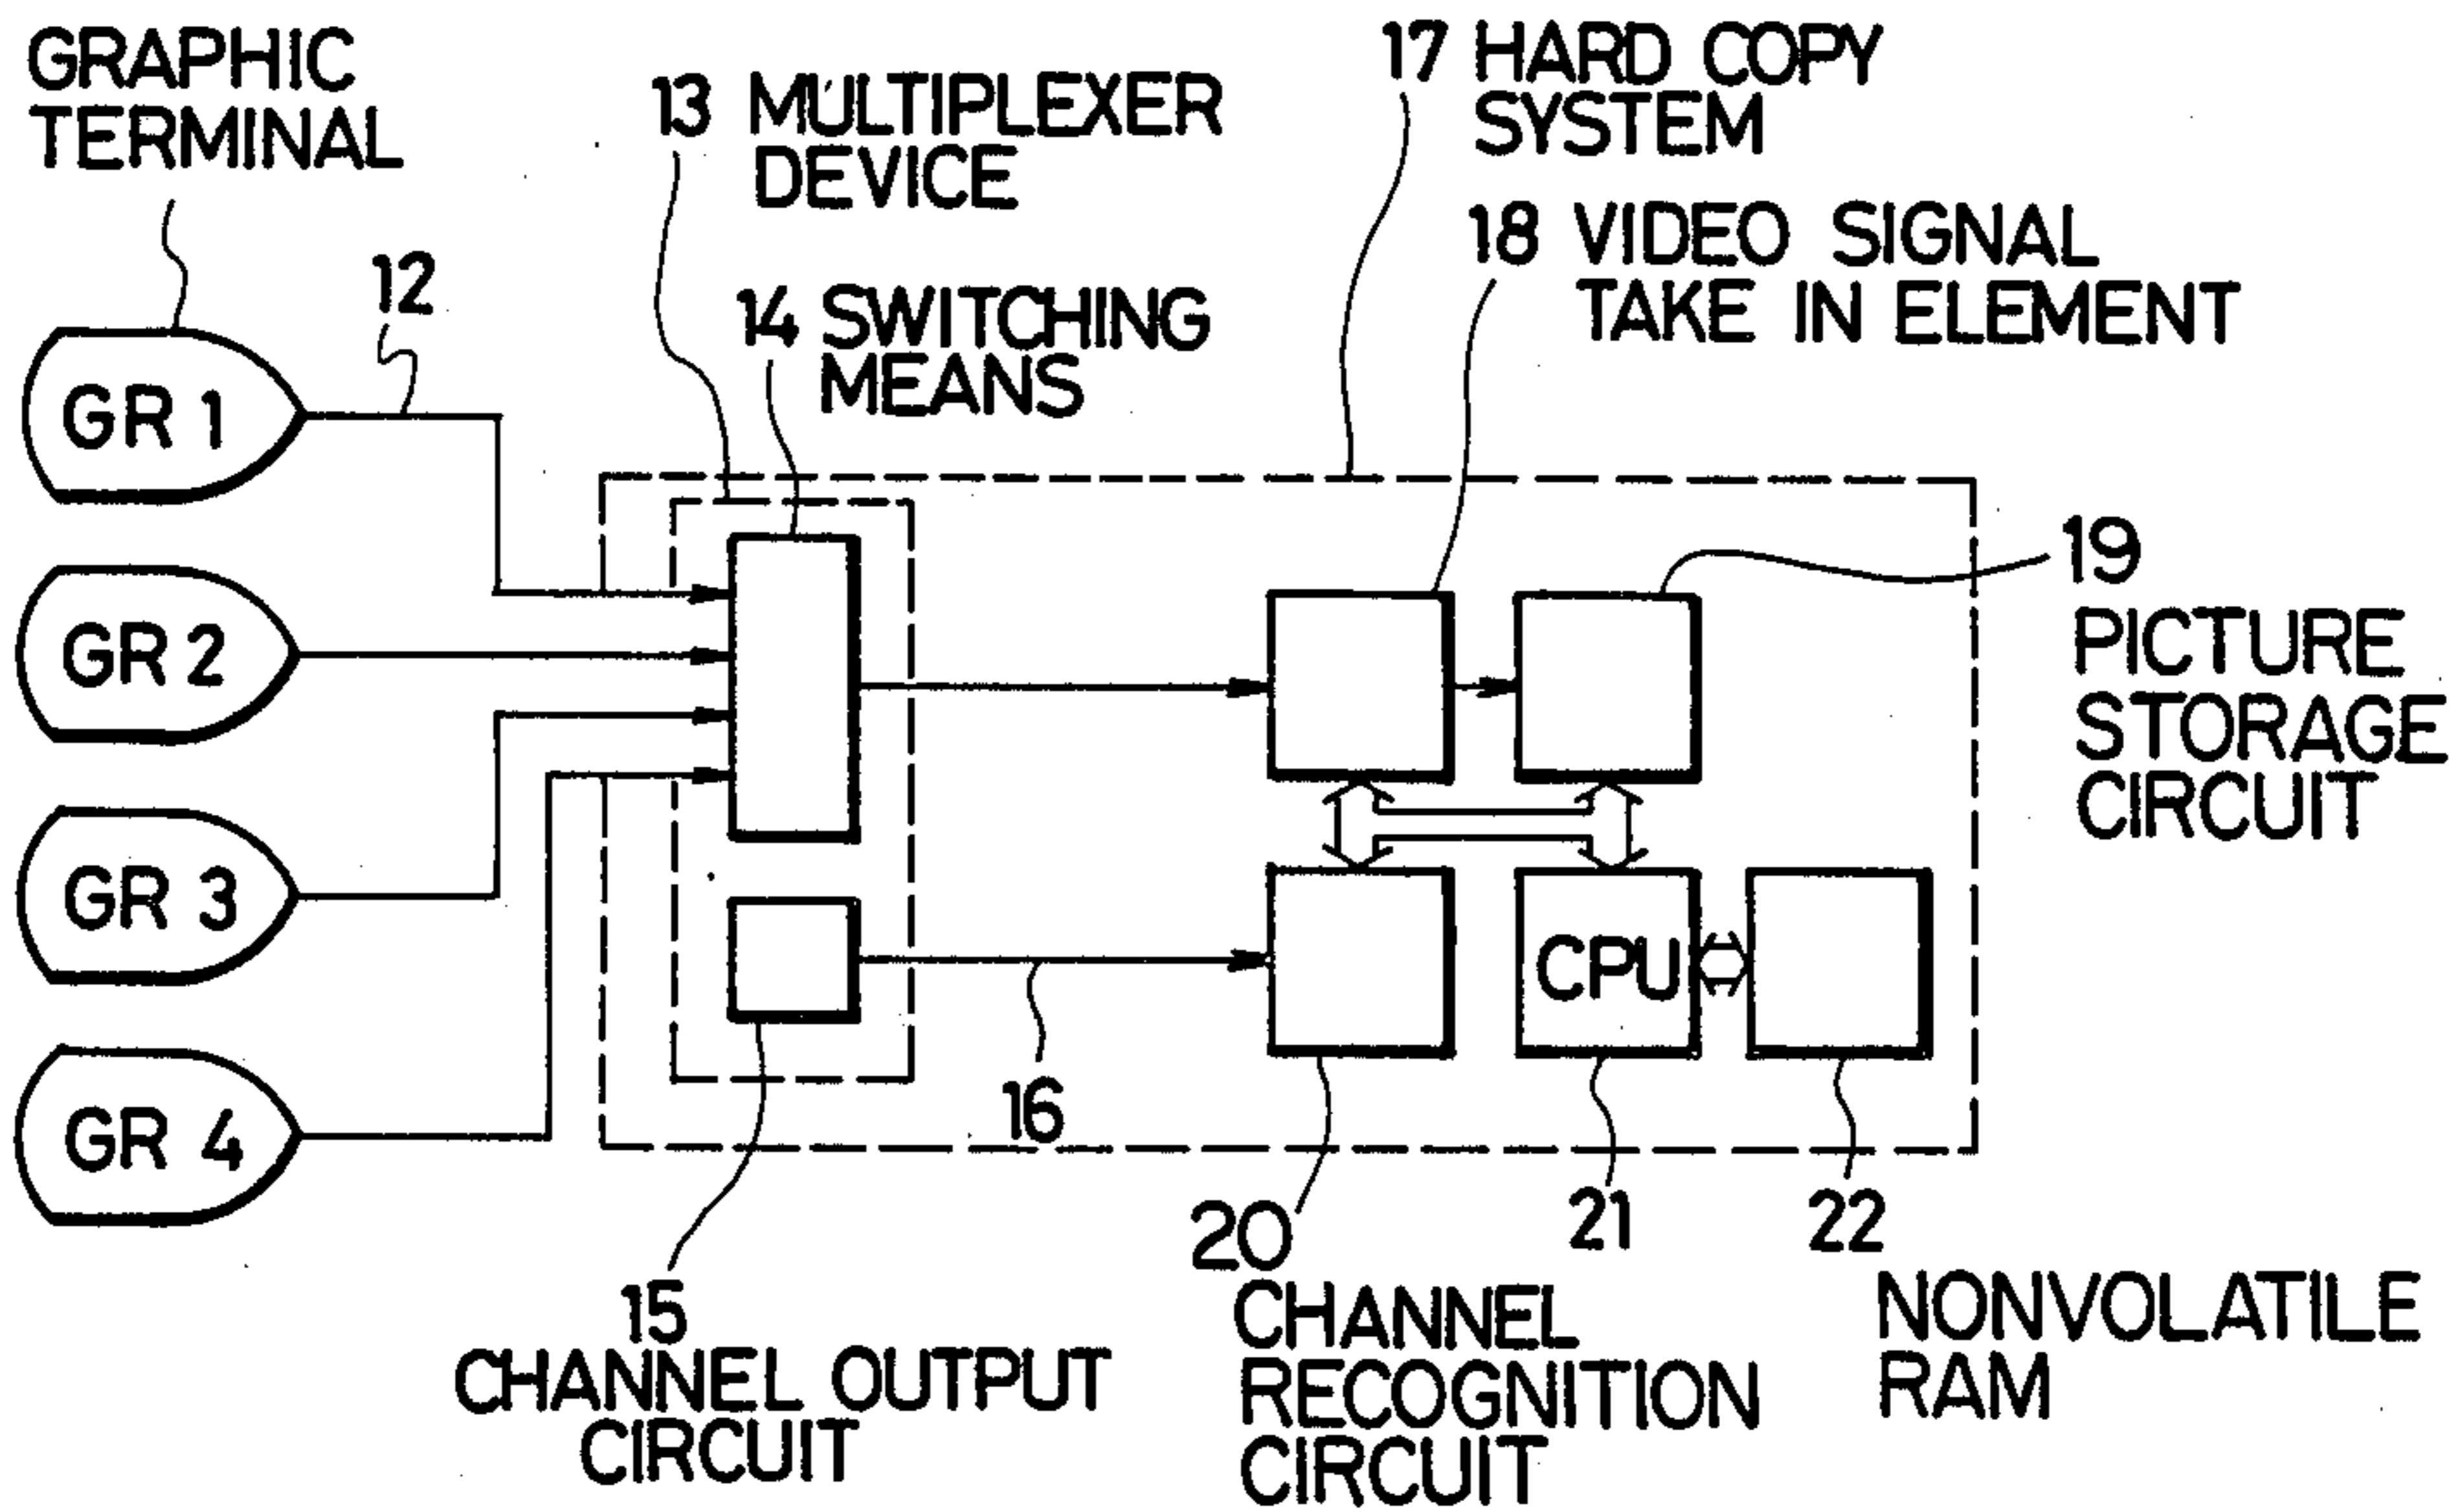 GRAPHIC
TERMINAL
12
13 MULTIPLEXER
DEVICE
14 SWITCHING
MEANS
17 HARD COPY
SYSTEM
18 VIDEO SIGNAL
TAKE IN ELEMENT
19
PICTURE
STORAGE
CIRCUIT
GR 1
GR 2
GR 3
GR 4
CPU
16
15
CHANNEL OUTPUT
CIRCUIT
20
CHANNEL
RECOGNITION
CIRCUIT
21
22
NONVOLATILE
RAM